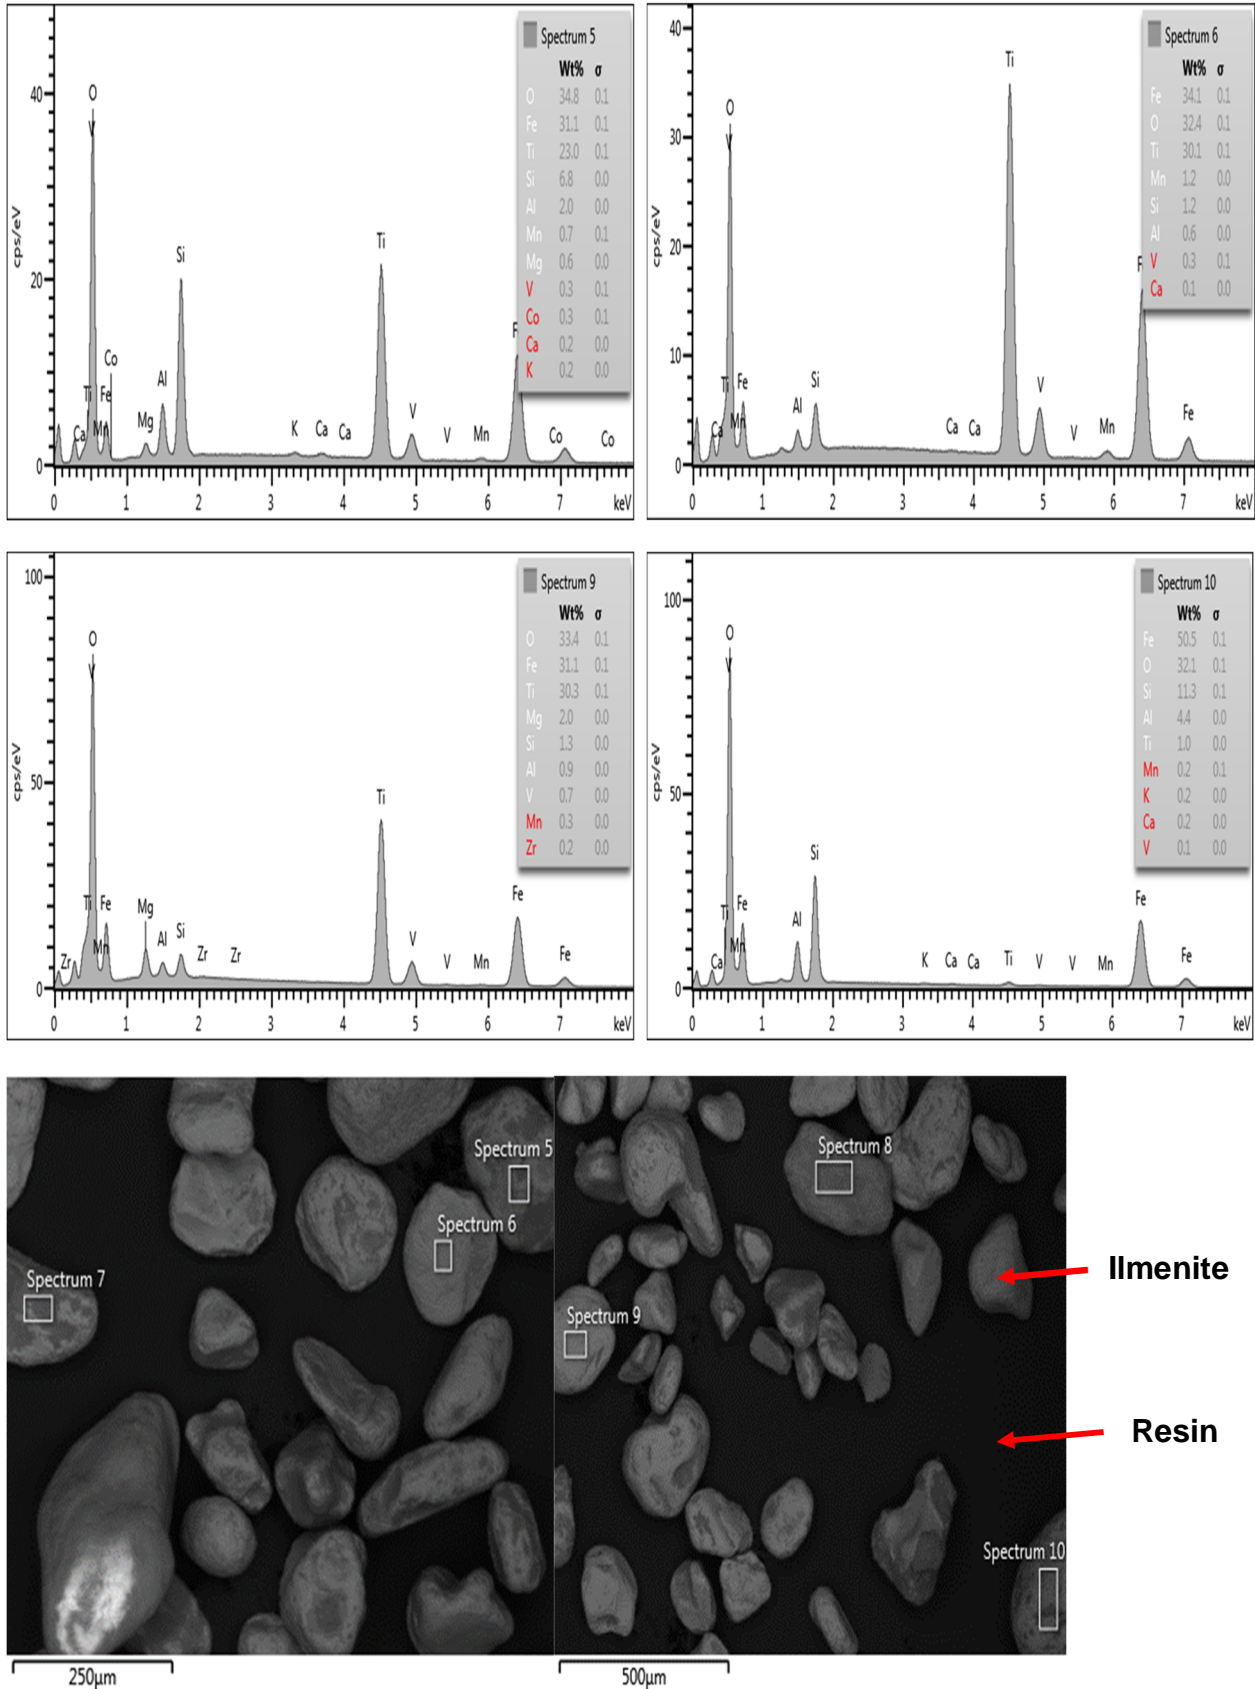 Spectrum 5
Wt% σ
O 34.8 0.1
Fe 31.1 0.1
Ti 23.0 0.1
Si 6.8 0.0
Al 2.0 0.0
Mn 0.7 0.1
Mg 0.6 0.0
V 0.3 0.1
Co 0.3 0.1
Ca 0.2 0.0
K 0.2 0.0
cps/eV
40
20
0
O
V
Ti
Fe
Co
Ca
Mn
Mg
Al
Si
K
Ca
Ca
Ti
V
V
Mn
F
Co
Co
0 1 2 3 4 5 6 7 keV
Spectrum 6
Wt% σ
Fe 34.1 0.1
O 32.4 0.1
Ti 30.1 0.1
Mn 1.2 0.0
Si 1.2 0.0
Al 0.6 0.0
V 0.3 0.1
Ca 0.1 0.0
cps/eV
40
30
20
10
0
O
V
Ti
Fe
Ca
Mn
Al
Si
Ca
Ca
Ti
V
V
Mn
F
Fe
0 1 2 3 4 5 6 7 keV
Spectrum 9
Wt% σ
O 33.4 0.1
Fe 31.1 0.1
Ti 30.3 0.1
Mg 2.0 0.0
Si 1.3 0.0
Al 0.9 0.0
V 0.7 0.0
Mn 0.3 0.0
Zr 0.2 0.0
cps/eV
100
50
0
O
V
Ti
Fe
Zr
Mn
Mg
Al
Si
Zr
Zr
Ti
V
V
Mn
Fe
Fe
0 1 2 3 4 5 6 7 keV
Spectrum 10
Wt% σ
Fe 50.5 0.1
O 32.1 0.1
Si 11.3 0.1
Al 4.4 0.0
Ti 1.0 0.0
Mn 0.2 0.1
K 0.2 0.0
Ca 0.2 0.0
V 0.1 0.0
cps/eV
100
50
0
O
V
Ti
Fe
Ca
Mn
Al
Si
K
Ca
Ca
Ti
V
V
Mn
Fe
Fe
0 1 2 3 4 5 6 7 keV
Spectrum 5
Spectrum 6
Spectrum 7
250µm
Spectrum 8
Spectrum 9
Spectrum 10
500µm
Ilmenite
Resin